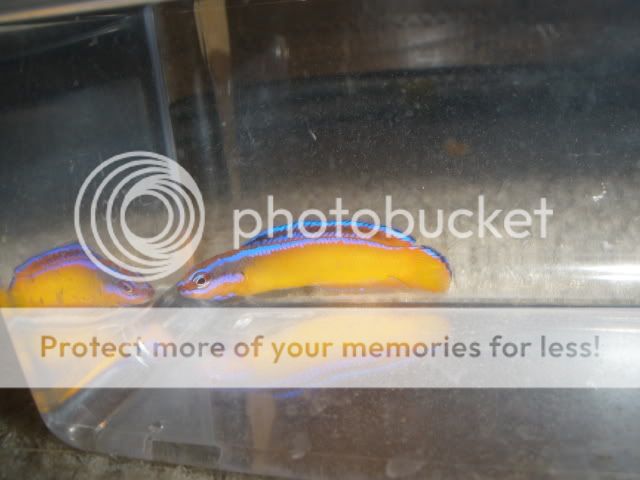 photobucket
Protect more of your memories for less!